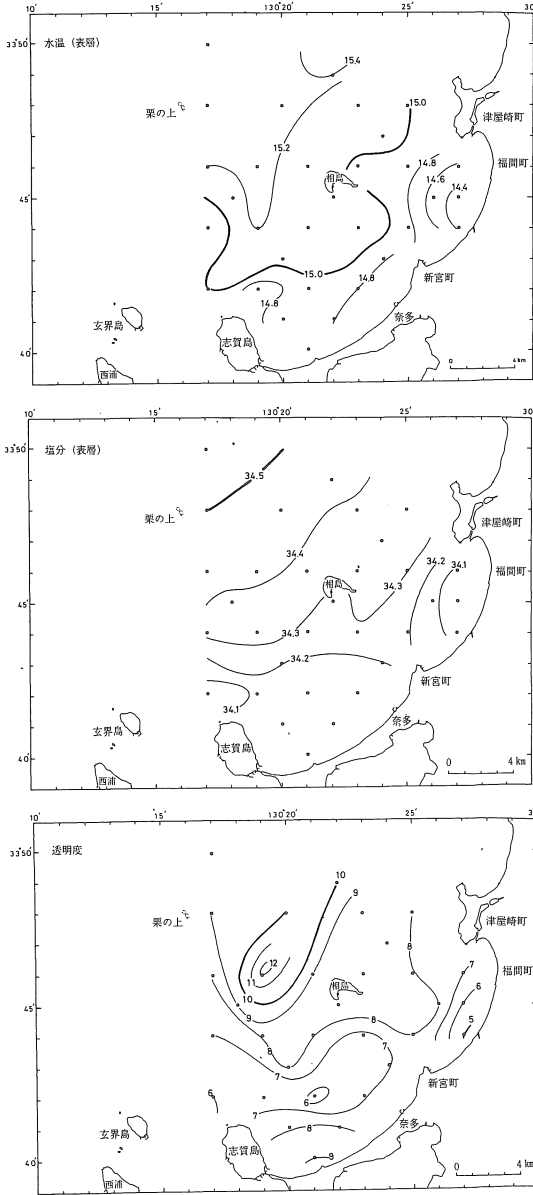 10′ 15′ 130°20′ 25′ 30
33°50′
水温 (表層)
15.4
栗の上
15.0
津屋崎町
15.2
14.8
福間町
14.6
14.4
相島
45′
15.0
新宮町
14.8
14.8
玄界島
奈多
志賀島
40′
西浦
0 4km
10′ 15′ 130°20′ 25′ 30
33°50′
塩分 (表層)
34.5
栗の上
津屋崎町
34.4
34.2 34.1
福間町
相島
34.3
45′
34.3
34.2
新宮町
34.1
玄界島
奈多
志賀島
40′
西浦
0 4km
10′ 15′ 130°20′ 25′ 30
33°50′
透明度
10
9
栗の上
津屋崎町
8
12
7
福間町
11
6
相島
10
45′
9
8
5
8
7
7
新宮町
6
6
7
玄界島
8
奈多
志賀島
9
40′
西浦
0 4km